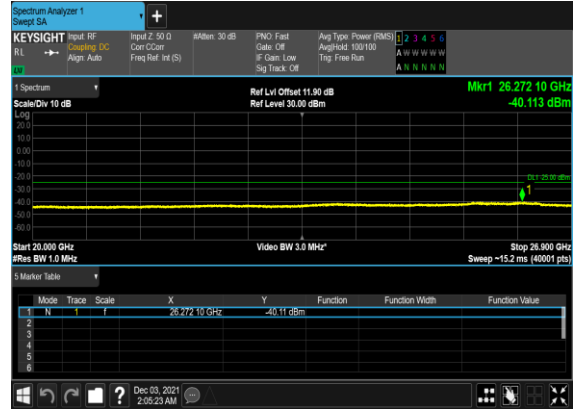 Spectrum Analyzer 1
Swept SA
+
KEYSIGHT Input: RF Input Z: 50 Ω #Atten: 30 dB PNO: Fast Avg Type: Power (RMS) 1 2 3 4 5 6
RL Coupling: DC Corr CCorr Gate: Off Avg|Hold: 100/100 A W W W W W
Align: Auto Freq Ref: Int (S) IF Gain: Low Trig: Free Run
LM Sig Track: Off A N N N N N
1 Spectrum Ref Lvl Offset 11.90 dB Mkr1 26.272 10 GHz
Scale/Div 10 dB Ref Level 30.00 dBm -40.113 dBm
Log
20.0
10.0
0.00
-10.0
-20.0 DL1 -25.00 dBm
-30.0 1
-40.0
-50.0
-60.0
Start 20.000 GHz Video BW 3.0 MHz* Stop 26.900 GHz
#Res BW 1.0 MHz Sweep ~15.2 ms (40001 pts)
5 Marker Table
Mode Trace Scale X Y Function Function Width Function Value
1 N 1 f 26.272 10 GHz -40.11 dBm
2
3
4
5
6
? Dec 03, 2021
2:05:23 AM